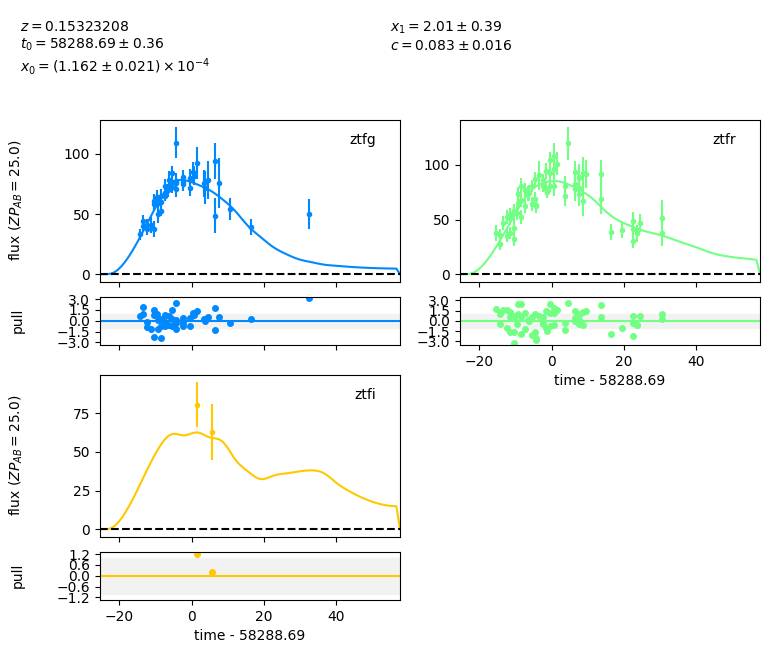 z = 0.15323208
t₀ = 58288.69 ± 0.36
x₀ = (1.162 ± 0.021) × 10⁻⁴
x₁ = 2.01 ± 0.39
c = 0.083 ± 0.016
flux (ZP_AB = 25.0)
100
50
0
ztfg
100
50
0
ztfr
pull
3.0
1.5
0.0
−1.5
−3.0
3.0
1.5
0.0
−1.5
−3.0
−20 0 20 40
time - 58288.69
flux (ZP_AB = 25.0)
75
50
25
0
ztfi
pull
1.2
0.6
0.0
−0.6
−1.2
−20 0 20 40
time - 58288.69